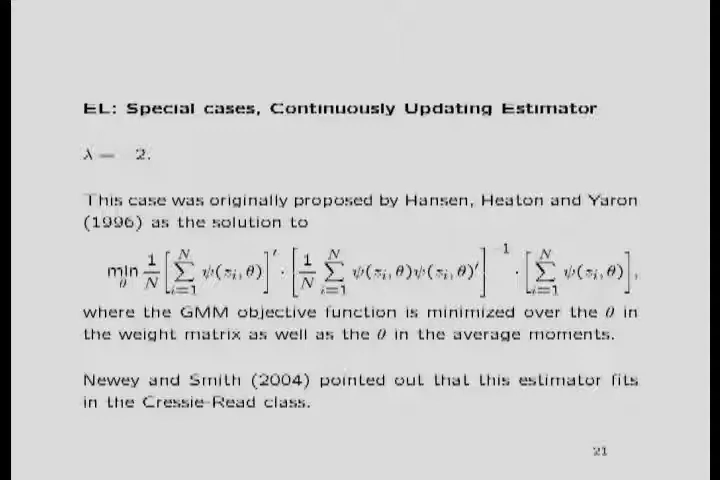 EL: Special cases, Continuously Updating Estimator
λ = 2.
This case was originally proposed by Hansen, Heaton and Yaron
(1996) as the solution to
min_θ 1/N [∑_{i=1}^N ψ(z_i, θ)]′ · [1/N ∑_{i=1}^N ψ(z_i, θ)ψ(z_i, θ)′]^{-1} · [∑_{i=1}^N ψ(z_i, θ)],
where the GMM objective function is minimized over the θ in
the weight matrix as well as the θ in the average moments.
Newey and Smith (2004) pointed out that this estimator fits
in the Cressie-Read class.
21